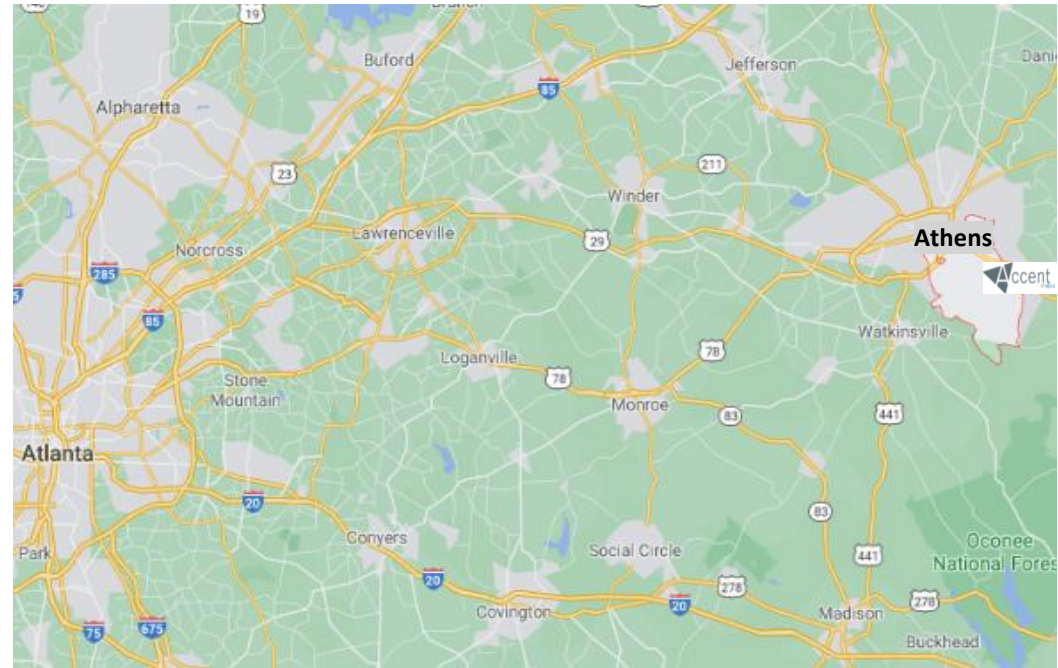 19
Buford
Jefferson
Alpharetta
85
23
211
Winder
Lawrenceville
29
Norcross
Athens
285
Accent
85
Watkinsville
78
Loganville
78
Stone
Mountain
Monroe
83
441
Atlanta
20
83
Conyers
Social Circle
441
Oconee
National Fores
Park
20
278
20
278
Covington
Madison
75
675
Buckhead